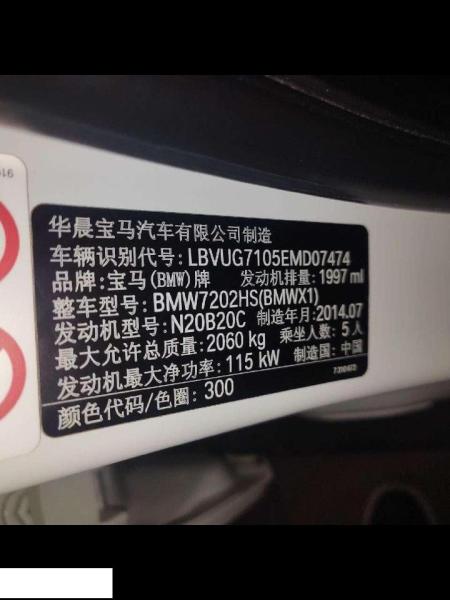 华晨宝马汽车有限公司制造
车辆识别代号: LBVUG7105EMD07474
品牌: 宝马(BMW)牌 发动机排量: 1997 ml
整车型号: BMW7202HS(BMWX1)
发动机型号: N20B20C 制造年月: 2014.07
最大允许总质量: 2060 kg 乘坐人数: 5 人
发动机最大净功率: 115 kW 制造国: 中国
颜色代码/色圈: 300